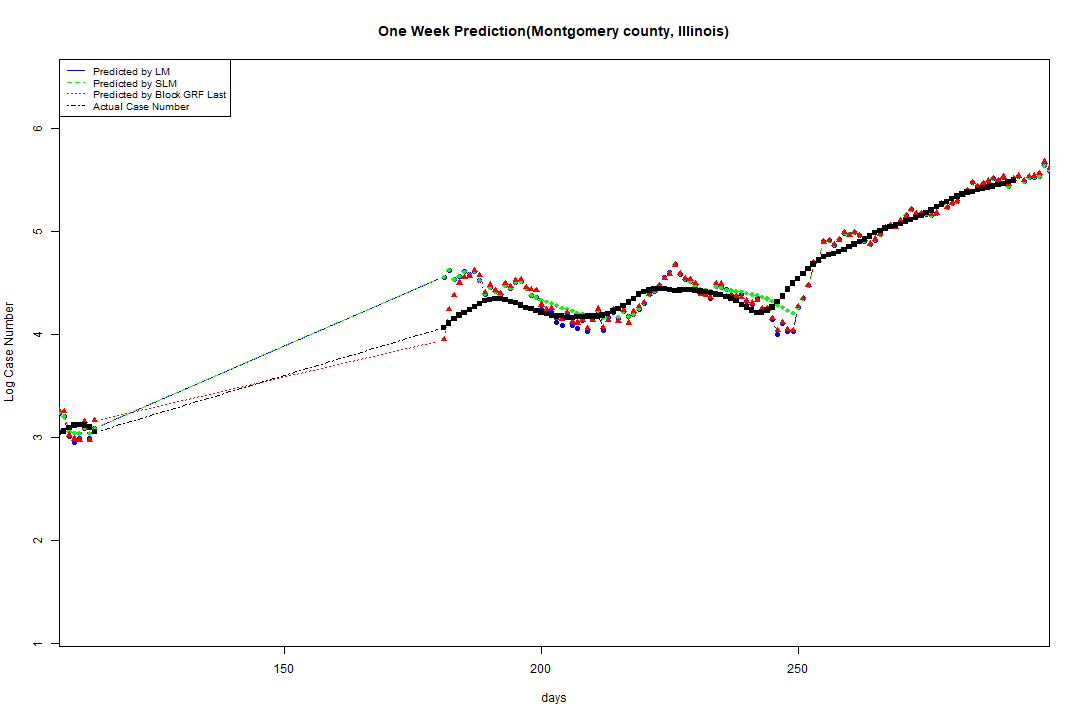 One Week Prediction(Montgomery county, Illinois)
Predicted by LM
Predicted by SLM
Predicted by Block GRF Last
Actual Case Number
Log Case Number
6
5
4
3
2
1
150 200 250
days